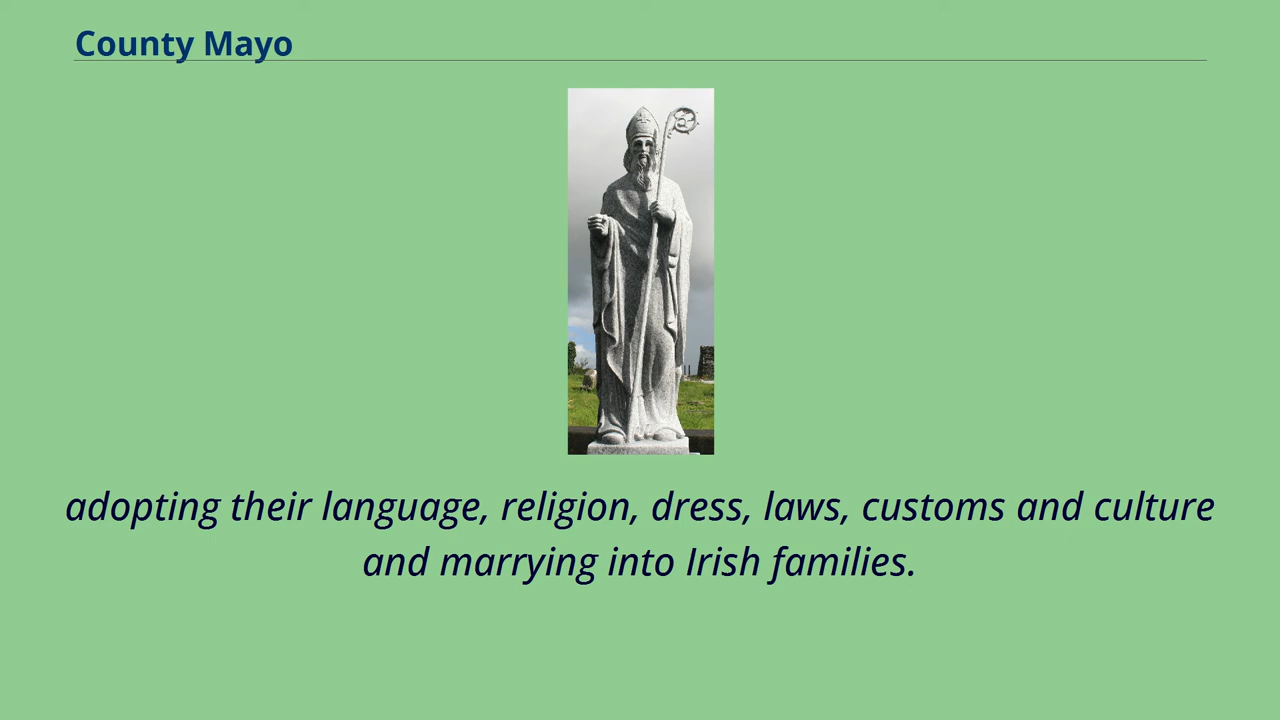 County Mayo
adopting their language, religion, dress, laws, customs and culture
and marrying into Irish families.